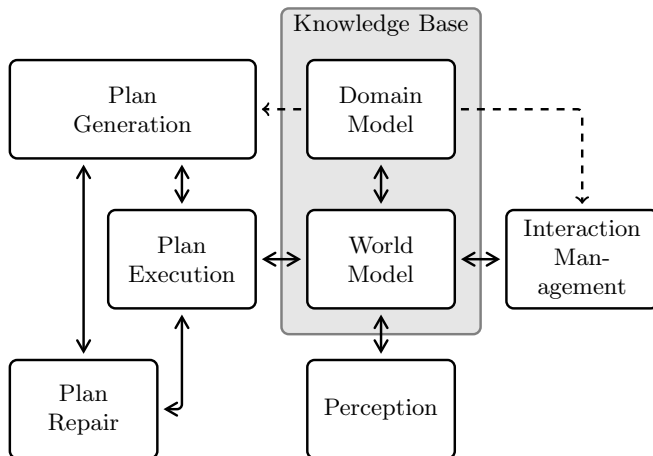 Knowledge Base
Plan
Generation
Domain
Model
Plan
Execution
World
Model
Interaction
Man-
agement
Plan
Repair
Perception